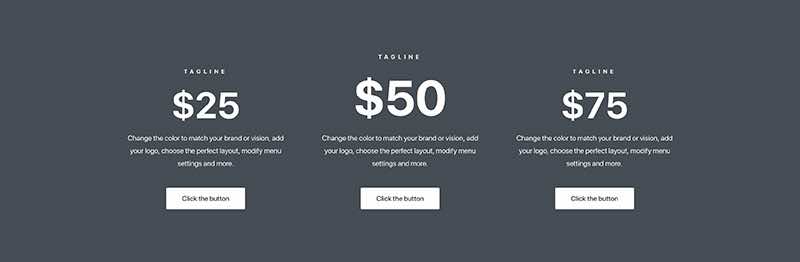 TAGLINE
$25
Change the color to match your brand or vision, add
your logo, choose the perfect layout, modify menu
settings and more.
Click the button
TAGLINE
$50
Change the color to match your brand or vision, add
your logo, choose the perfect layout, modify menu
settings and more.
Click the button
TAGLINE
$75
Change the color to match your brand or vision, add
your logo, choose the perfect layout, modify menu
settings and more.
Click the button